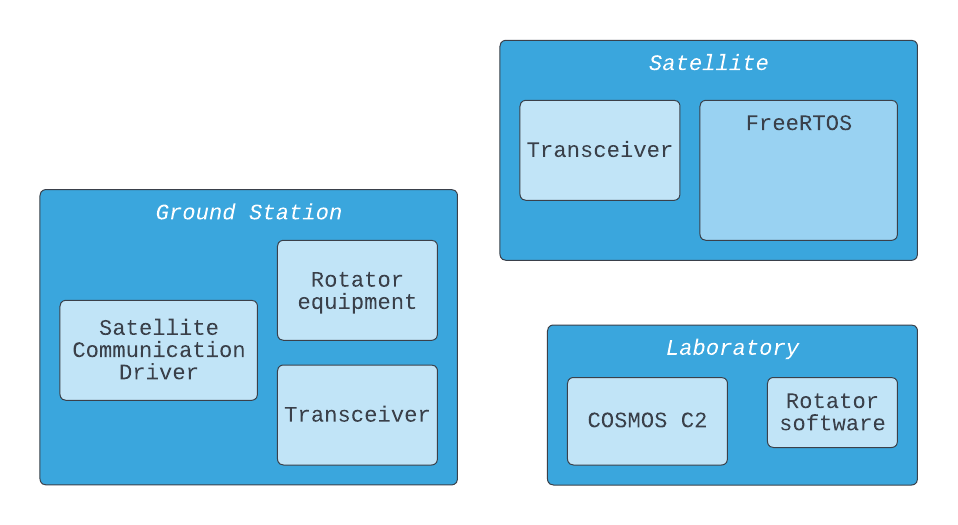 Satellite
Transceiver
FreeRTOS
Ground Station
Rotator
equipment
Satellite
Communication
Driver
Transceiver
Laboratory
COSMOS C2
Rotator
software